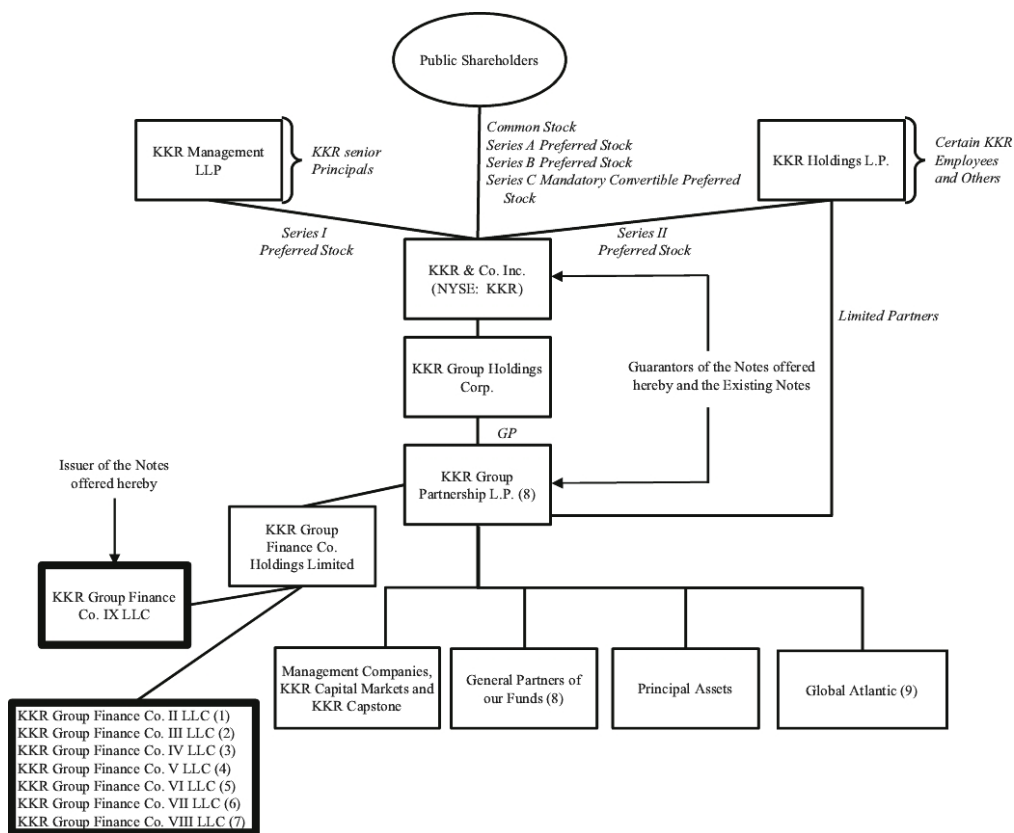 Public Shareholders
Common Stock
Series A Preferred Stock
Series B Preferred Stock
Series C Mandatory Convertible Preferred
Stock
KKR Management
LLP
KKR senior
Principals
KKR Holdings L.P.
Certain KKR
Employees
and Others
Series I
Preferred Stock
Series II
Preferred Stock
KKR & Co. Inc.
(NYSE: KKR)
Limited Partners
KKR Group Holdings
Corp.
Guarantors of the Notes offered
hereby and the Existing Notes
GP
KKR Group
Partnership L.P. (8)
Issuer of the Notes
offered hereby
KKR Group
Finance Co.
Holdings Limited
KKR Group Finance
Co. IX LLC
Management Companies,
KKR Capital Markets and
KKR Capstone
General Partners of
our Funds (8)
Principal Assets
Global Atlantic (9)
KKR Group Finance Co. II LLC (1)
KKR Group Finance Co. III LLC (2)
KKR Group Finance Co. IV LLC (3)
KKR Group Finance Co. V LLC (4)
KKR Group Finance Co. VI LLC (5)
KKR Group Finance Co. VII LLC (6)
KKR Group Finance Co. VIII LLC (7)